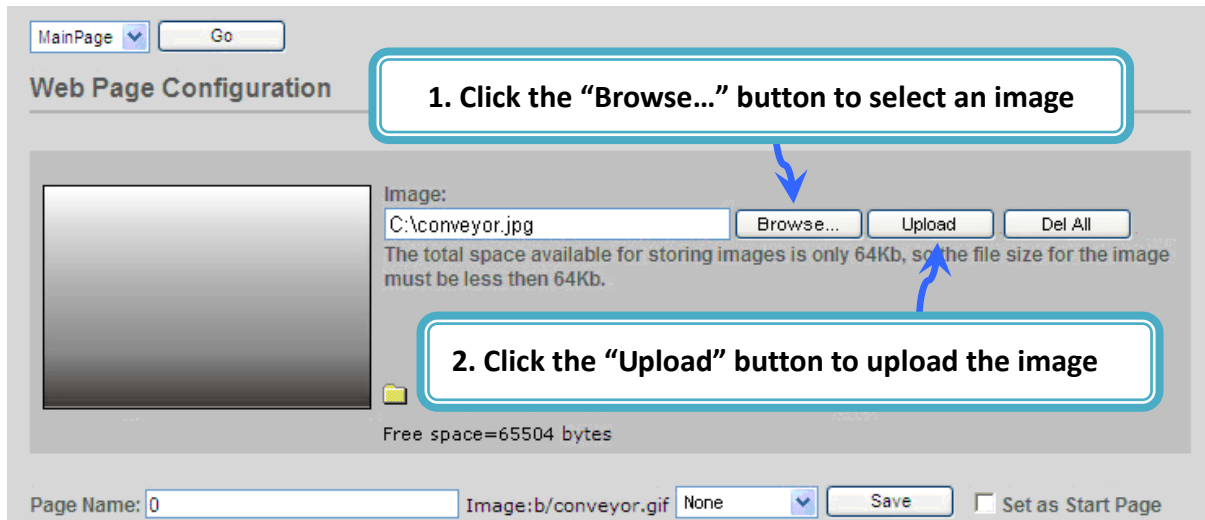 MainPage Go
Web Page Configuration
1. Click the “Browse…” button to select an image
Image:
C:\conveyor.jpg Browse... Upload Del All
The total space available for storing images is only 64Kb, so the file size for the image
must be less then 64Kb.
2. Click the “Upload” button to upload the image
Free space=65504 bytes
Page Name: 0 Image:b/conveyor.gif None Save Set as Start Page